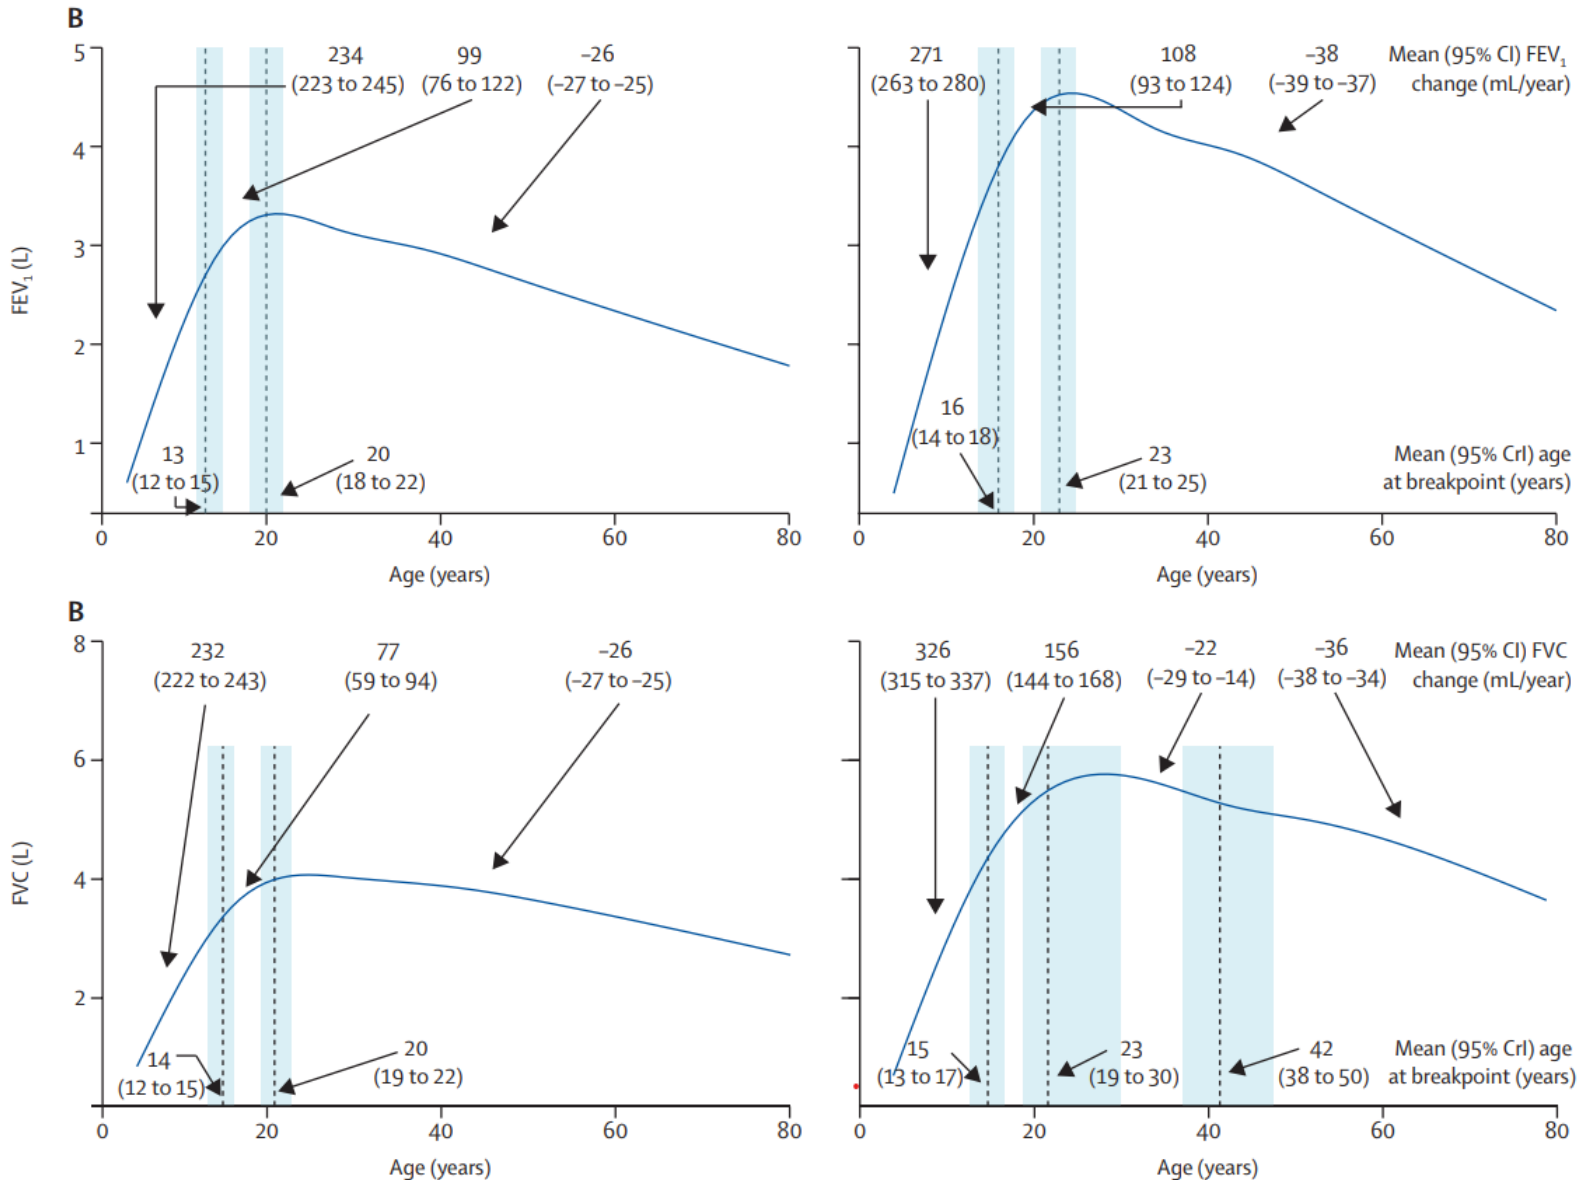 B
5
4
3
2
1
FEV1 (L)
234
(223 to 245)
99
(76 to 122)
–26
(–27 to –25)
13
(12 to 15)
20
(18 to 22)
0
20
40
60
80
Age (years)
271
(263 to 280)
108
(93 to 124)
–38
(–39 to –37)
Mean (95% CI) FEV1
change (mL/year)
16
(14 to 18)
23
(21 to 25)
Mean (95% CrI) age
at breakpoint (years)
0
20
40
60
80
Age (years)
B
8
6
4
2
FVC (L)
232
(222 to 243)
77
(59 to 94)
–26
(–27 to –25)
14
(12 to 15)
20
(19 to 22)
0
20
40
60
80
Age (years)
326
(315 to 337)
156
(144 to 168)
–22
(–29 to –14)
–36
(–38 to –34)
Mean (95% CI) FVC
change (mL/year)
15
(13 to 17)
23
(19 to 30)
42
(38 to 50)
Mean (95% CrI) age
at breakpoint (years)
0
20
40
60
80
Age (years)